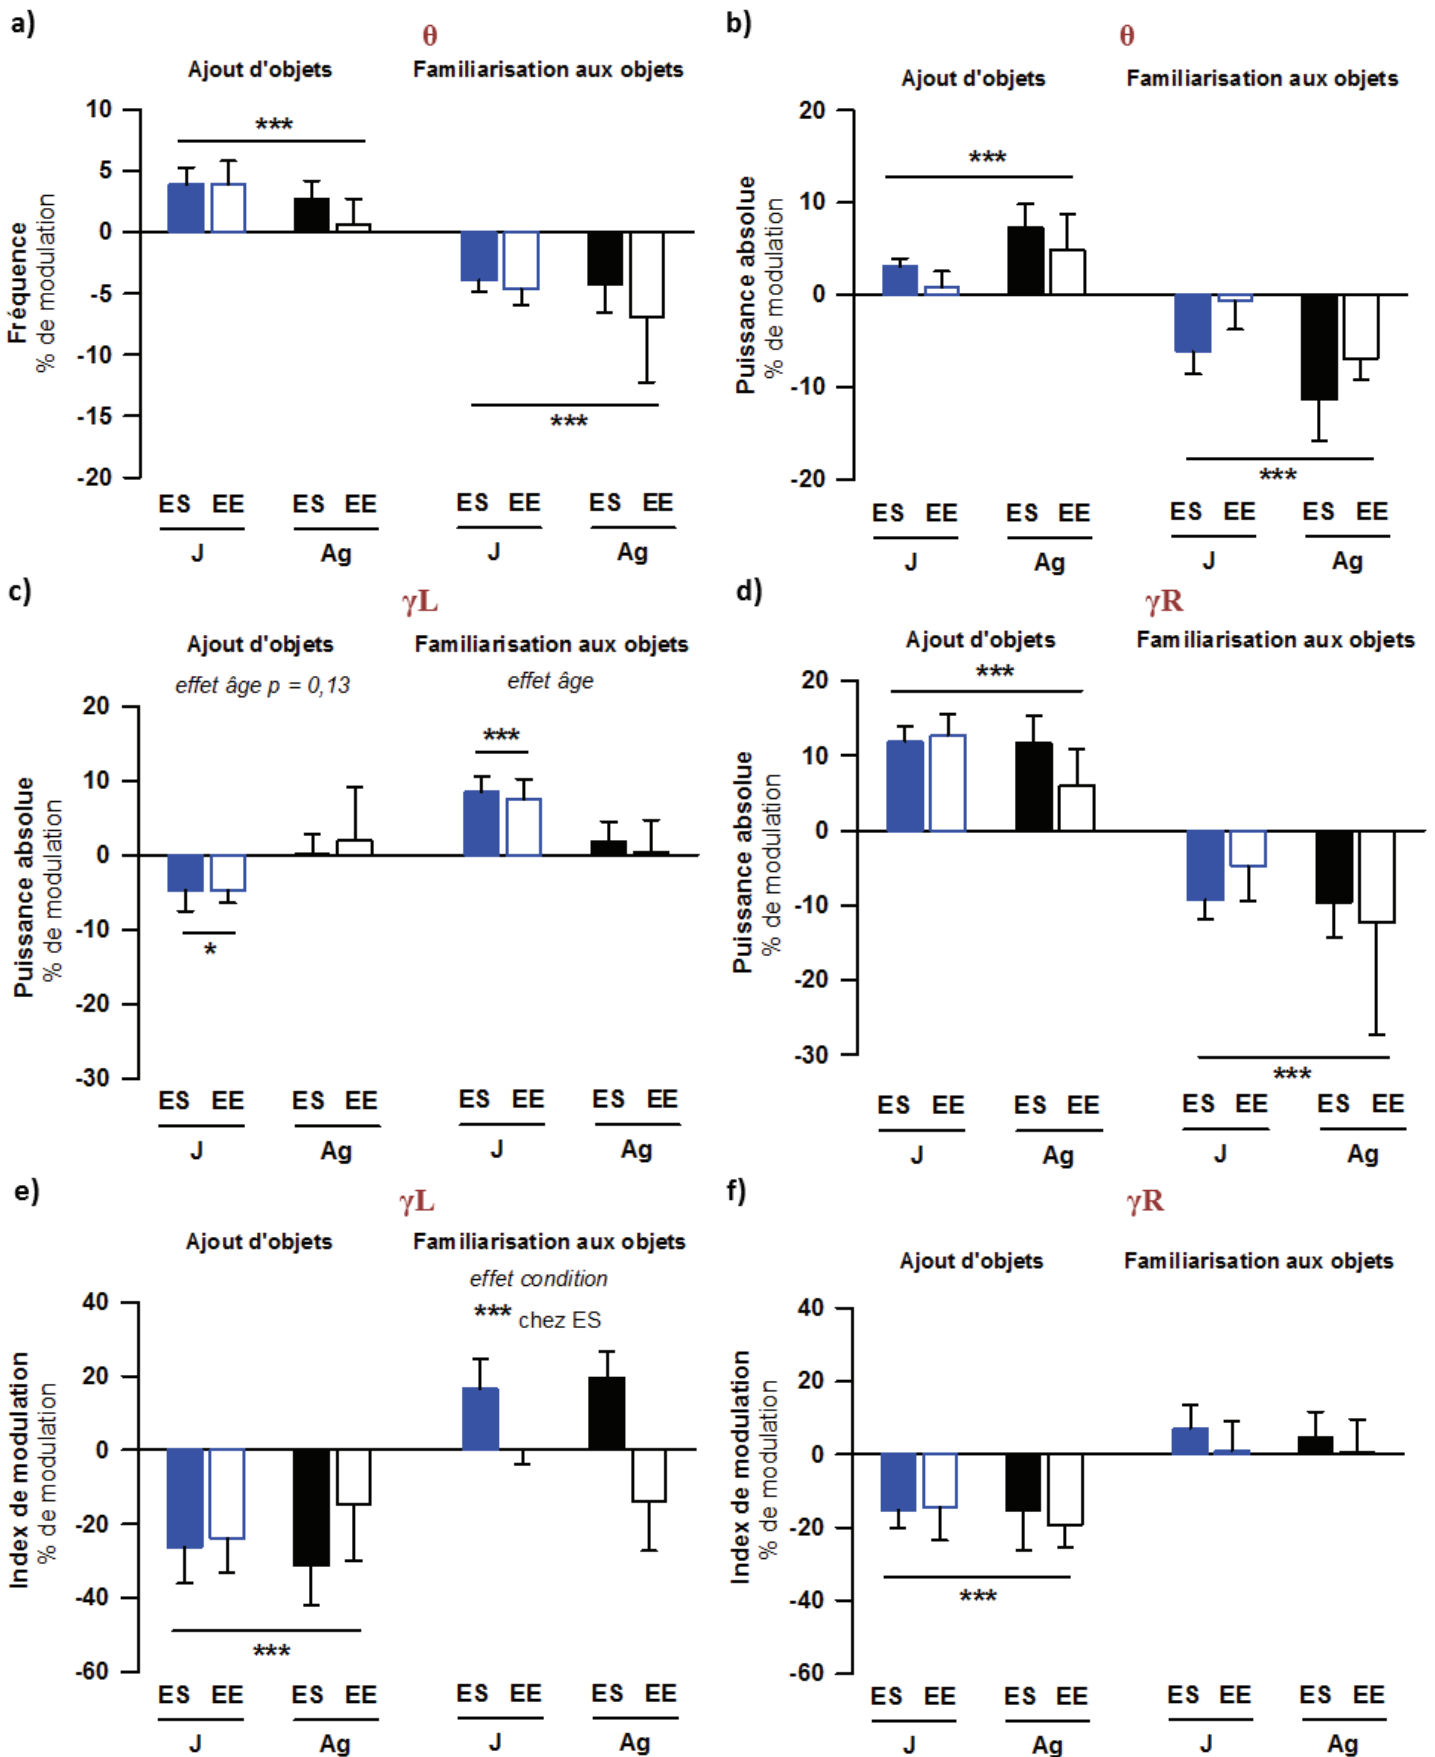 a)
θ
Ajout d'objets
Familiarisation aux objets
Fréquence
% de modulation
10
5
0
-5
-10
-15
-20
***
***
ES EE ES EE ES EE ES EE
J Ag J Ag
b)
θ
Ajout d'objets
Familiarisation aux objets
Puissance absolue
% de modulation
20
10
0
-10
-20
***
***
ES EE ES EE ES EE ES EE
J Ag J Ag
c)
γL
Ajout d'objets
Familiarisation aux objets
effet âge p = 0,13
effet âge
Puissance absolue
% de modulation
20
10
0
-10
-20
-30
***
*
ES EE ES EE ES EE ES EE
J Ag J Ag
d)
γR
Ajout d'objets
Familiarisation aux objets
Puissance absolue
% de modulation
20
10
0
-10
-20
-30
***
***
ES EE ES EE ES EE ES EE
J Ag J Ag
e)
γL
Ajout d'objets
Familiarisation aux objets
effet condition
*** chez ES
Index de modulation
% de modulation
40
20
0
-20
-40
-60
***
ES EE ES EE ES EE ES EE
J Ag J Ag
f)
γR
Ajout d'objets
Familiarisation aux objets
Index de modulation
% de modulation
40
20
0
-20
-40
-60
***
ES EE ES EE ES EE ES EE
J Ag J Ag